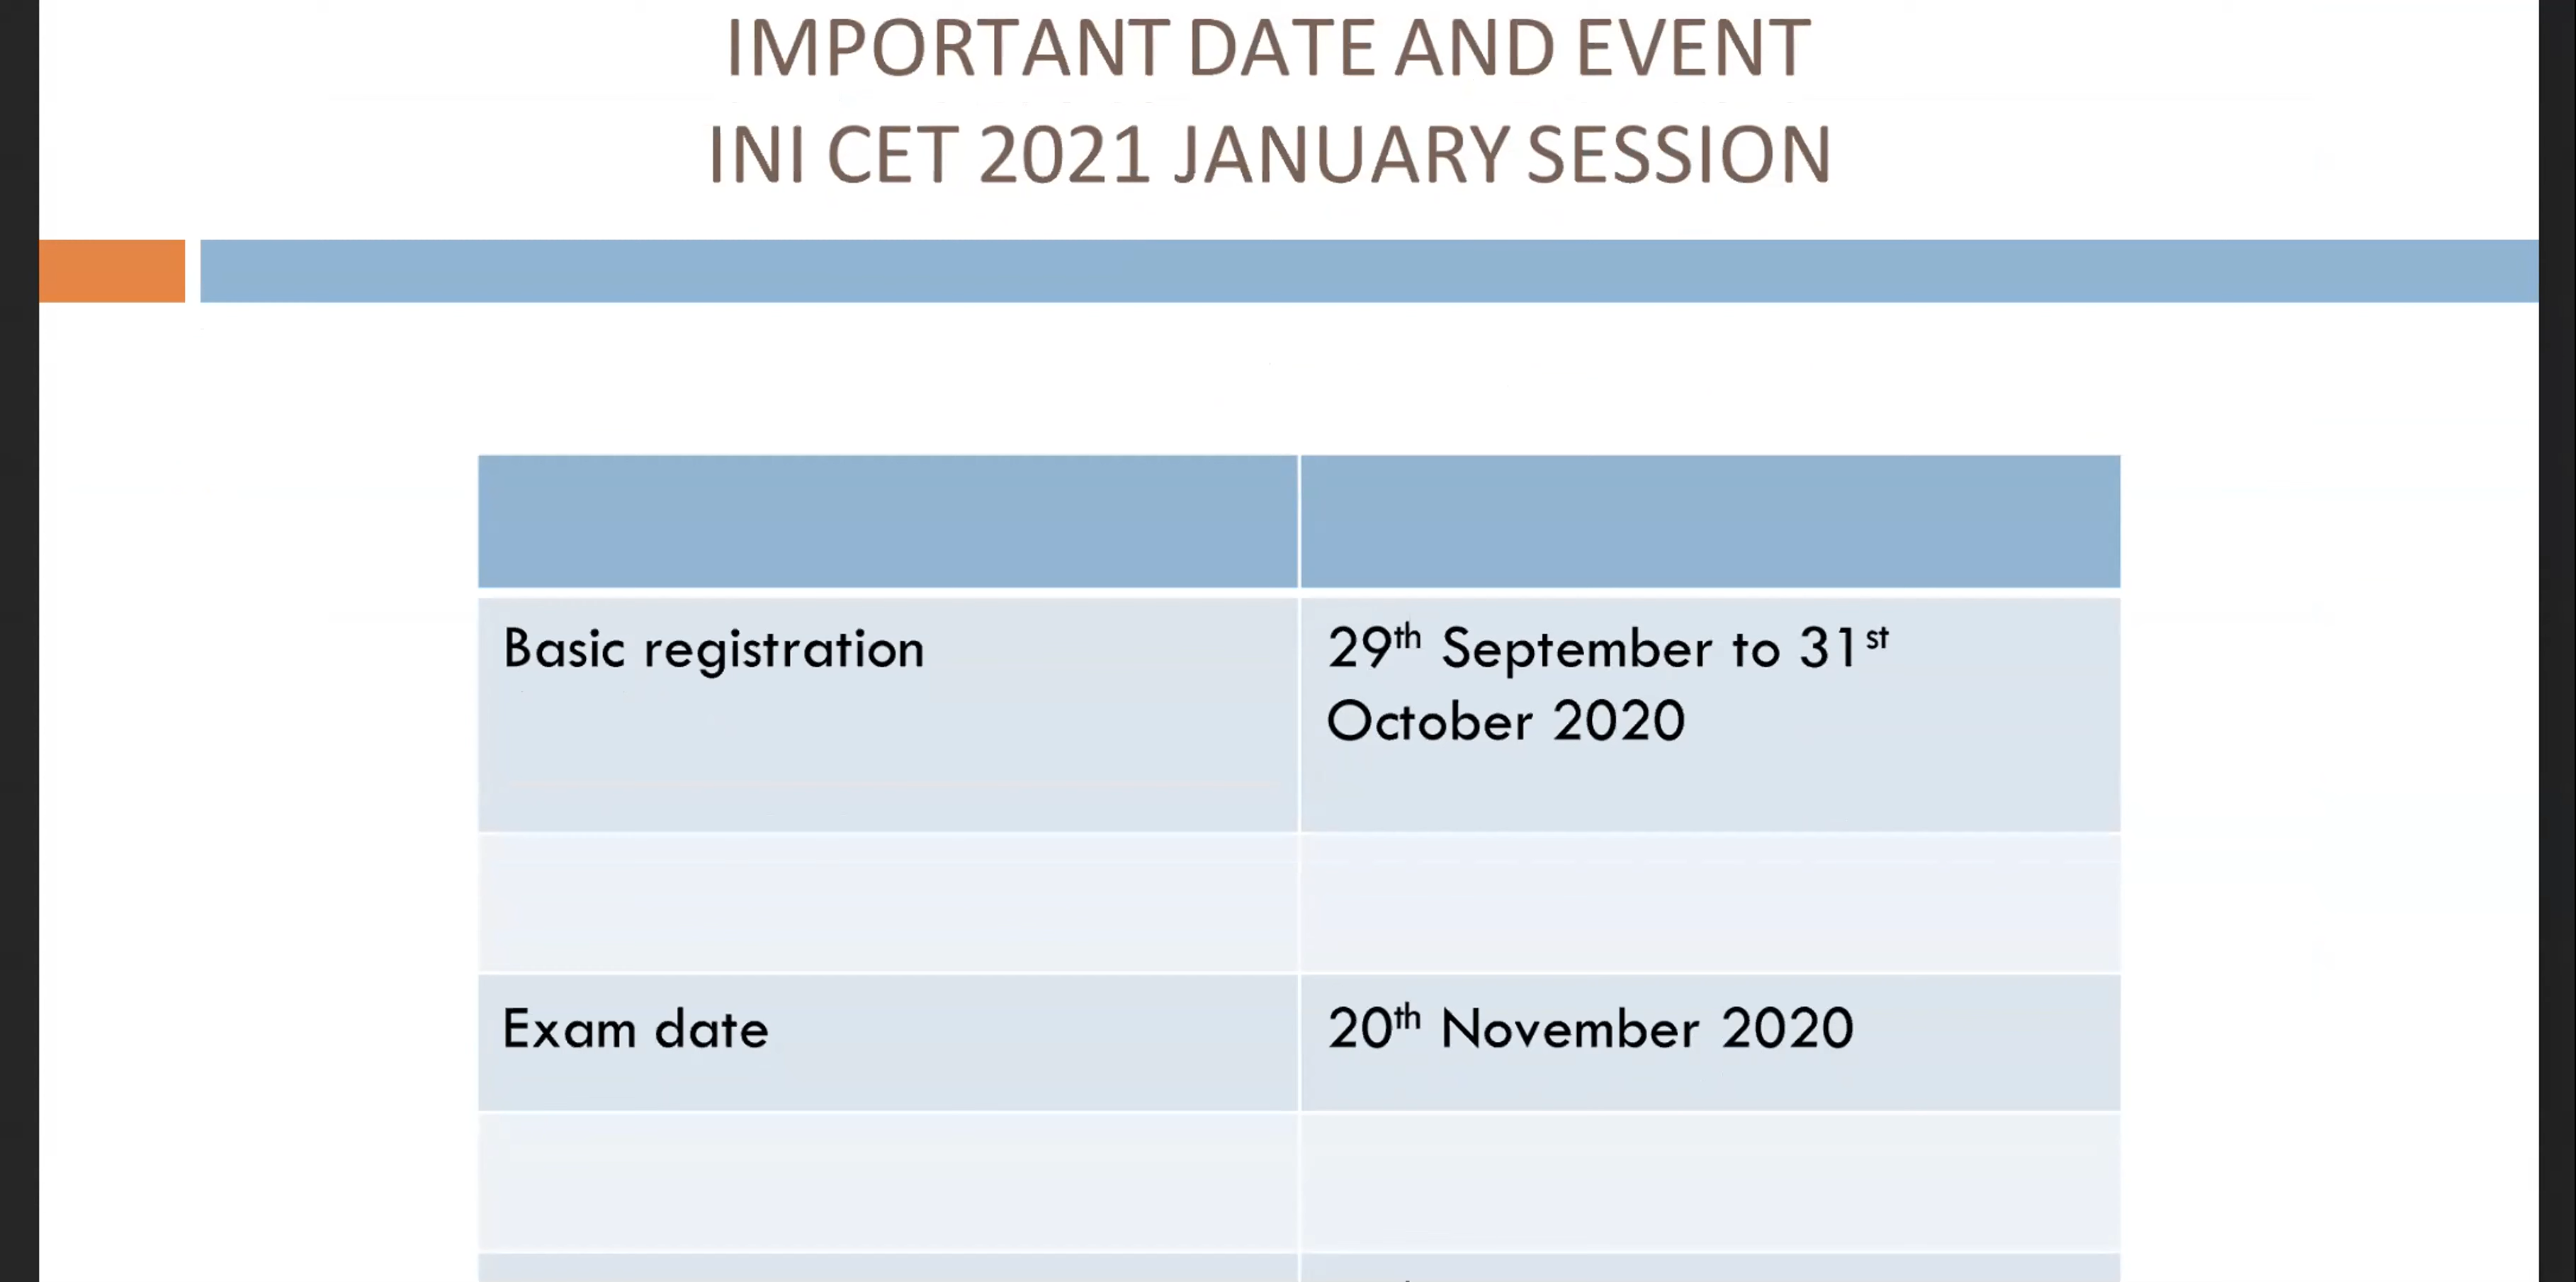 IMPORTANT DATE AND EVENT
INI CET 2021 JANUARY SESSION
Basic registration
29th September to 31st
October 2020
Exam date
20th November 2020